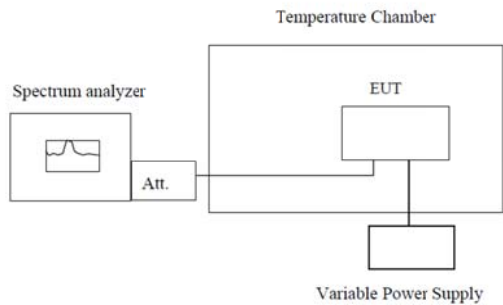 Temperature Chamber
Spectrum analyzer
EUT
Att.
Variable Power Supply